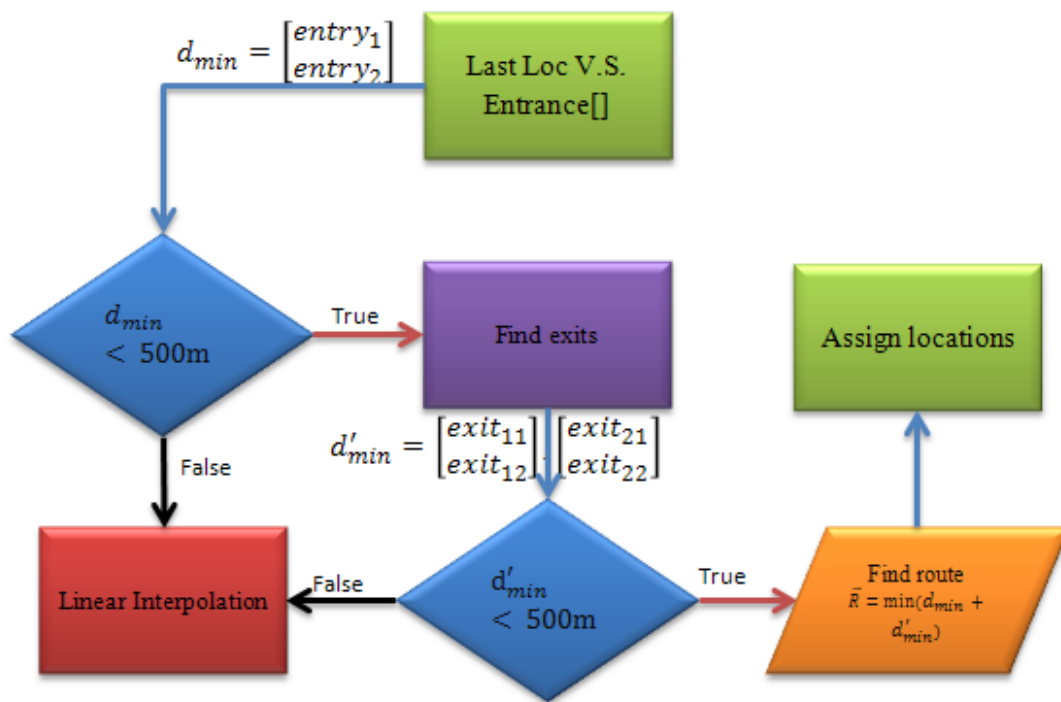 d_min = [entry_1
entry_2]
Last Loc V.S.
Entrance[]
d_min
< 500m
True
Find exits
Assign locations
False
d'_min = [exit_11
exit_12], [exit_21
exit_22]
Linear Interpolation
False
d'_min
< 500m
True
Find route
R⃗ = min(d_min +
d'_min)